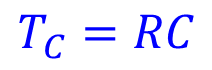 T_C = RC